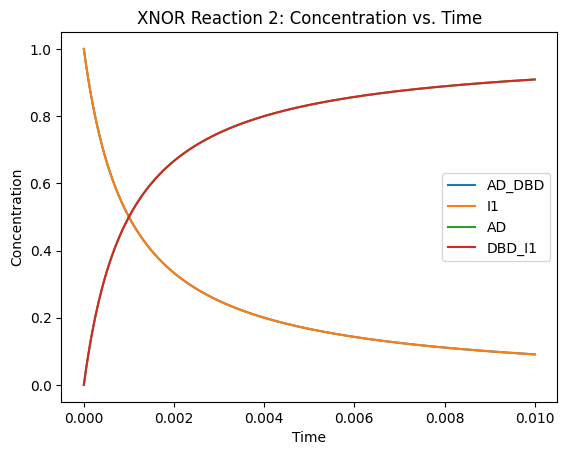 XNOR Reaction 2: Concentration vs. Time
1.0
0.8
0.6
0.4
0.2
0.0
Concentration
AD_DBD
I1
AD
DBD_I1
0.000
0.002
0.004
0.006
0.008
0.010
Time